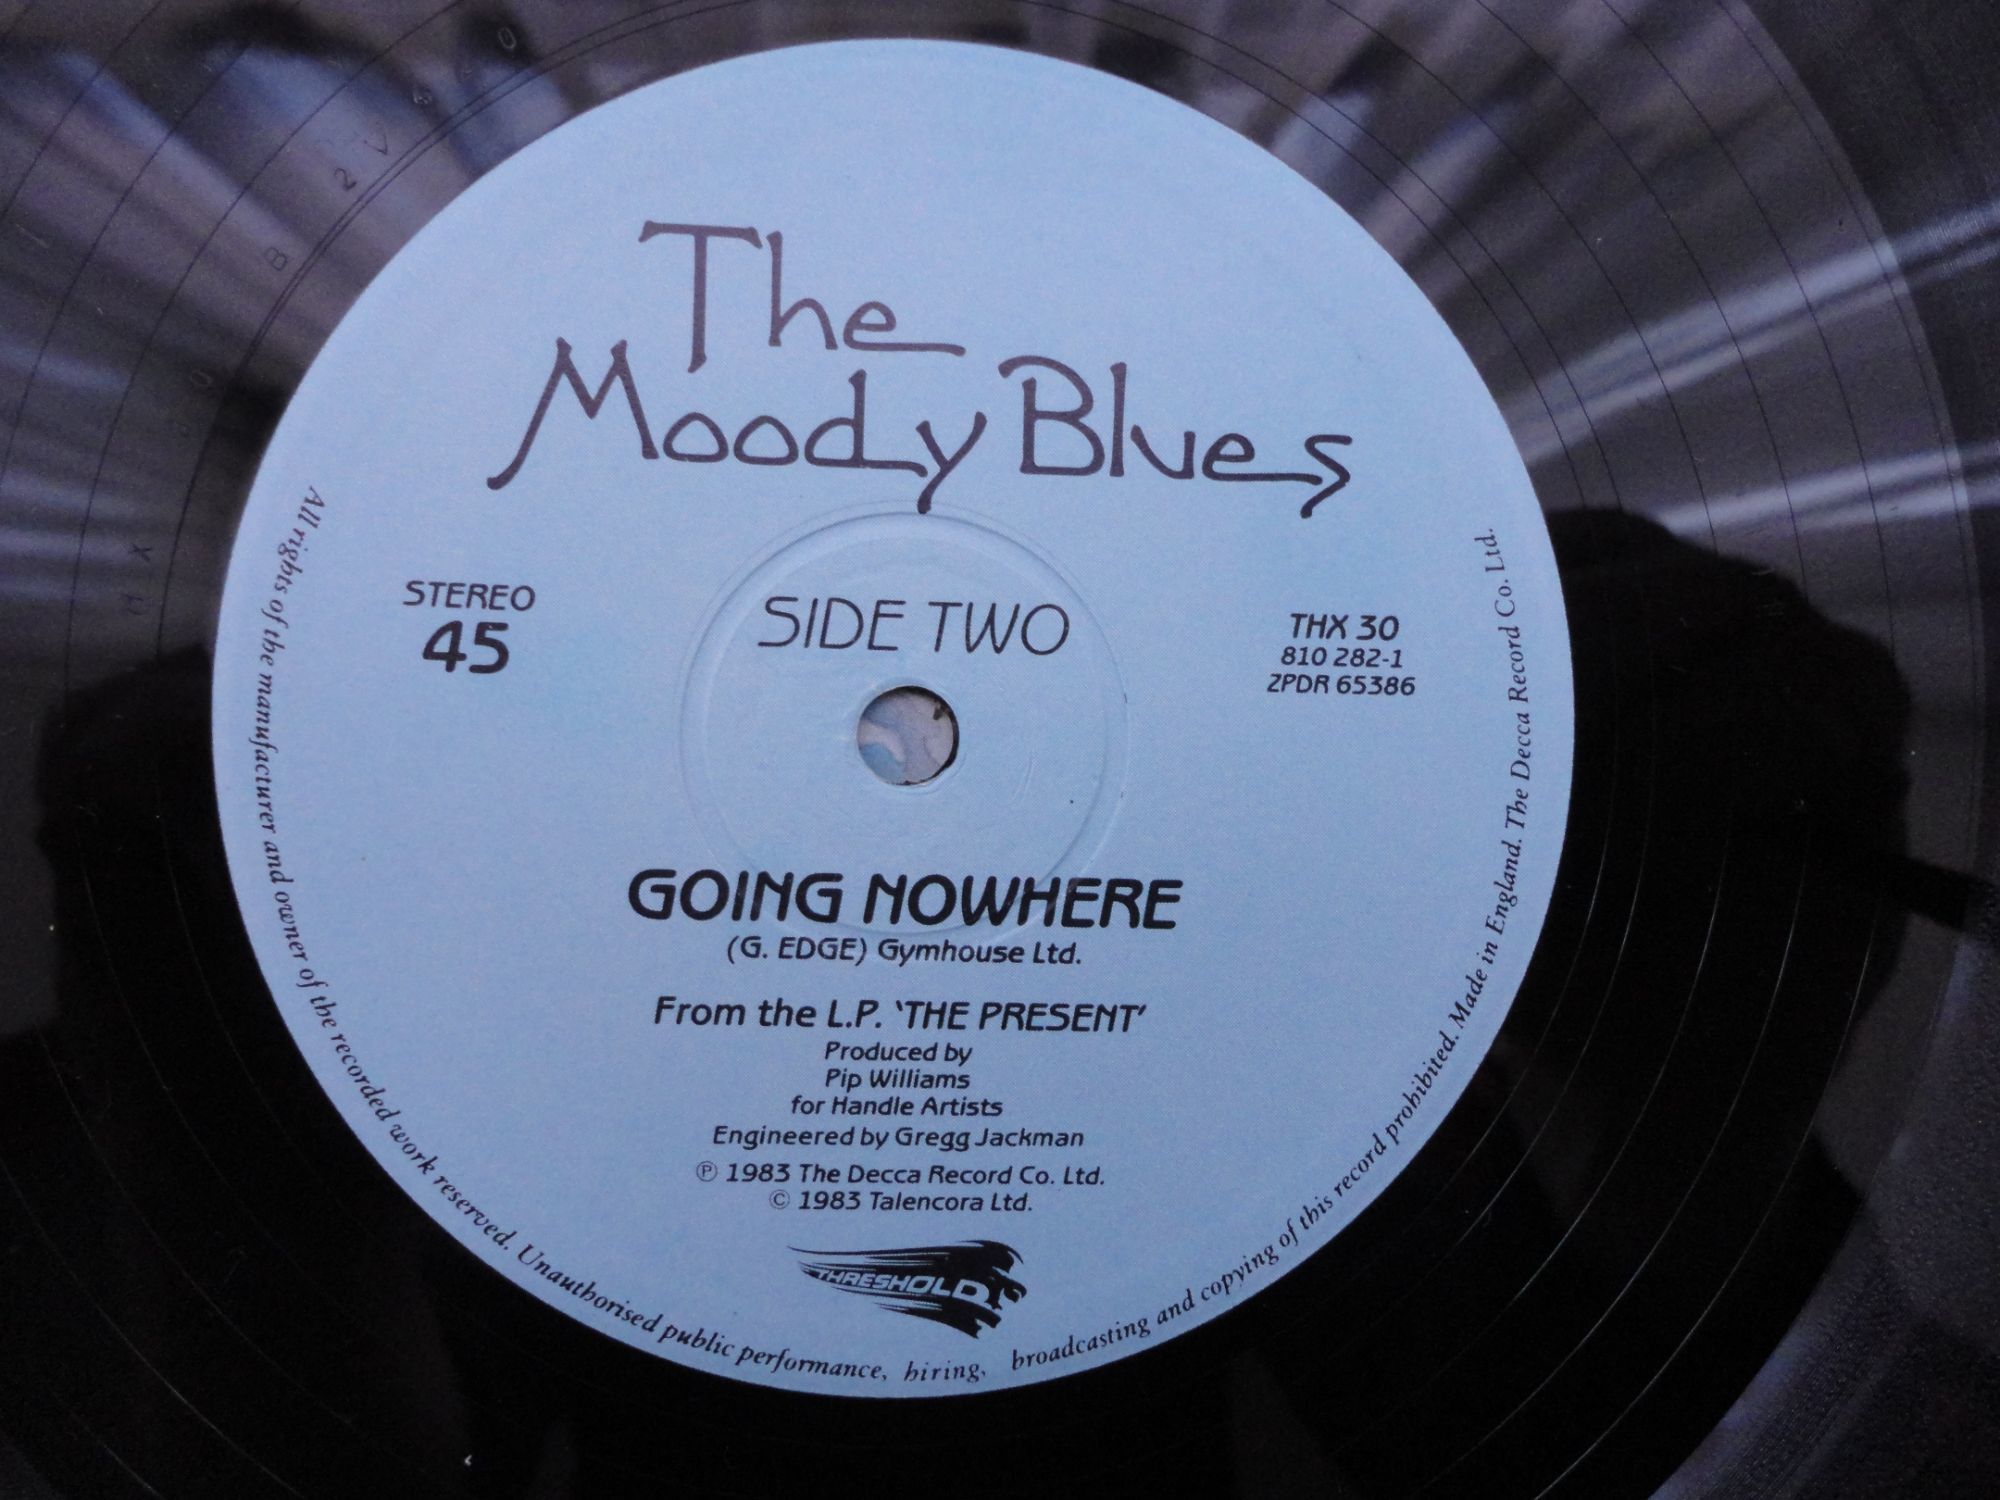 The
Moody Blues
STEREO
45
SIDE TWO
THX 30
810 282-1
ZPDR 65386
GOING NOWHERE
(G. EDGE) Gymhouse Ltd.
From the L.P. ‘THE PRESENT’
Produced by
Pip Williams
for Handle Artists
Engineered by Gregg Jackman
℗ 1983 The Decca Record Co. Ltd.
© 1983 Talencora Ltd.
THRESHOLD
All rights of the manufacturer and owner of the recorded work reserved. Unauthorised public performance, hiring, broadcasting and copying of this record prohibited. Made in England. The Decca Record Co. Ltd.